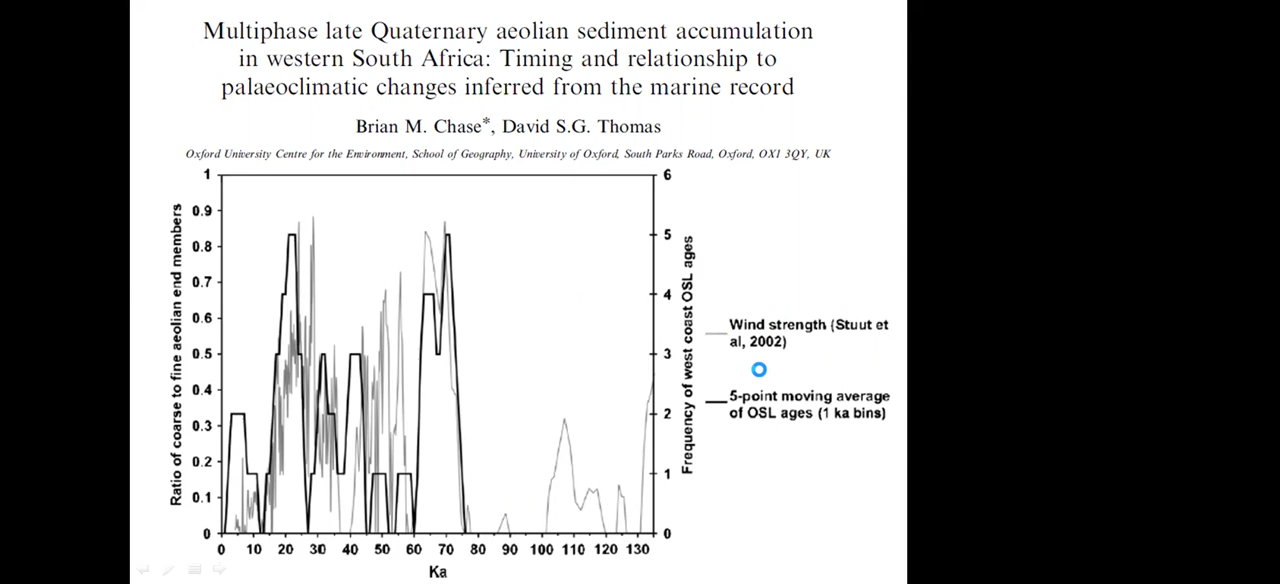 Multiphase late Quaternary aeolian sediment accumulation
in western South Africa: Timing and relationship to
palaeoclimatic changes inferred from the marine record
Brian M. Chase*, David S.G. Thomas
Oxford University Centre for the Environment, School of Geography, University of Oxford, South Parks Road, Oxford, OX1 3QY, UK
Ratio of coarse to fine aeolian end members
1
0.9
0.8
0.7
0.6
0.5
0.4
0.3
0.2
0.1
0
6
5
4
3
2
1
0
Frequency of west coast OSL ages
0 10 20 30 40 50 60 70 80 90 100 110 120 130
Ka
Wind strength (Stuut et
al, 2002)
5-point moving average
of OSL ages (1 ka bins)